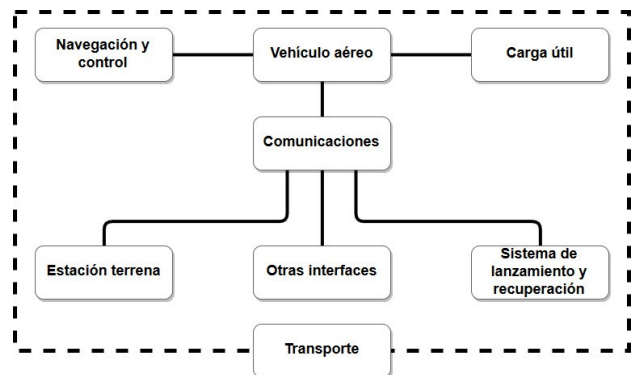 Navegación y
control
Vehículo aéreo
Carga útil
Comunicaciones
Estación terrena
Otras interfaces
Sistema de
lanzamiento y
recuperación
Transporte